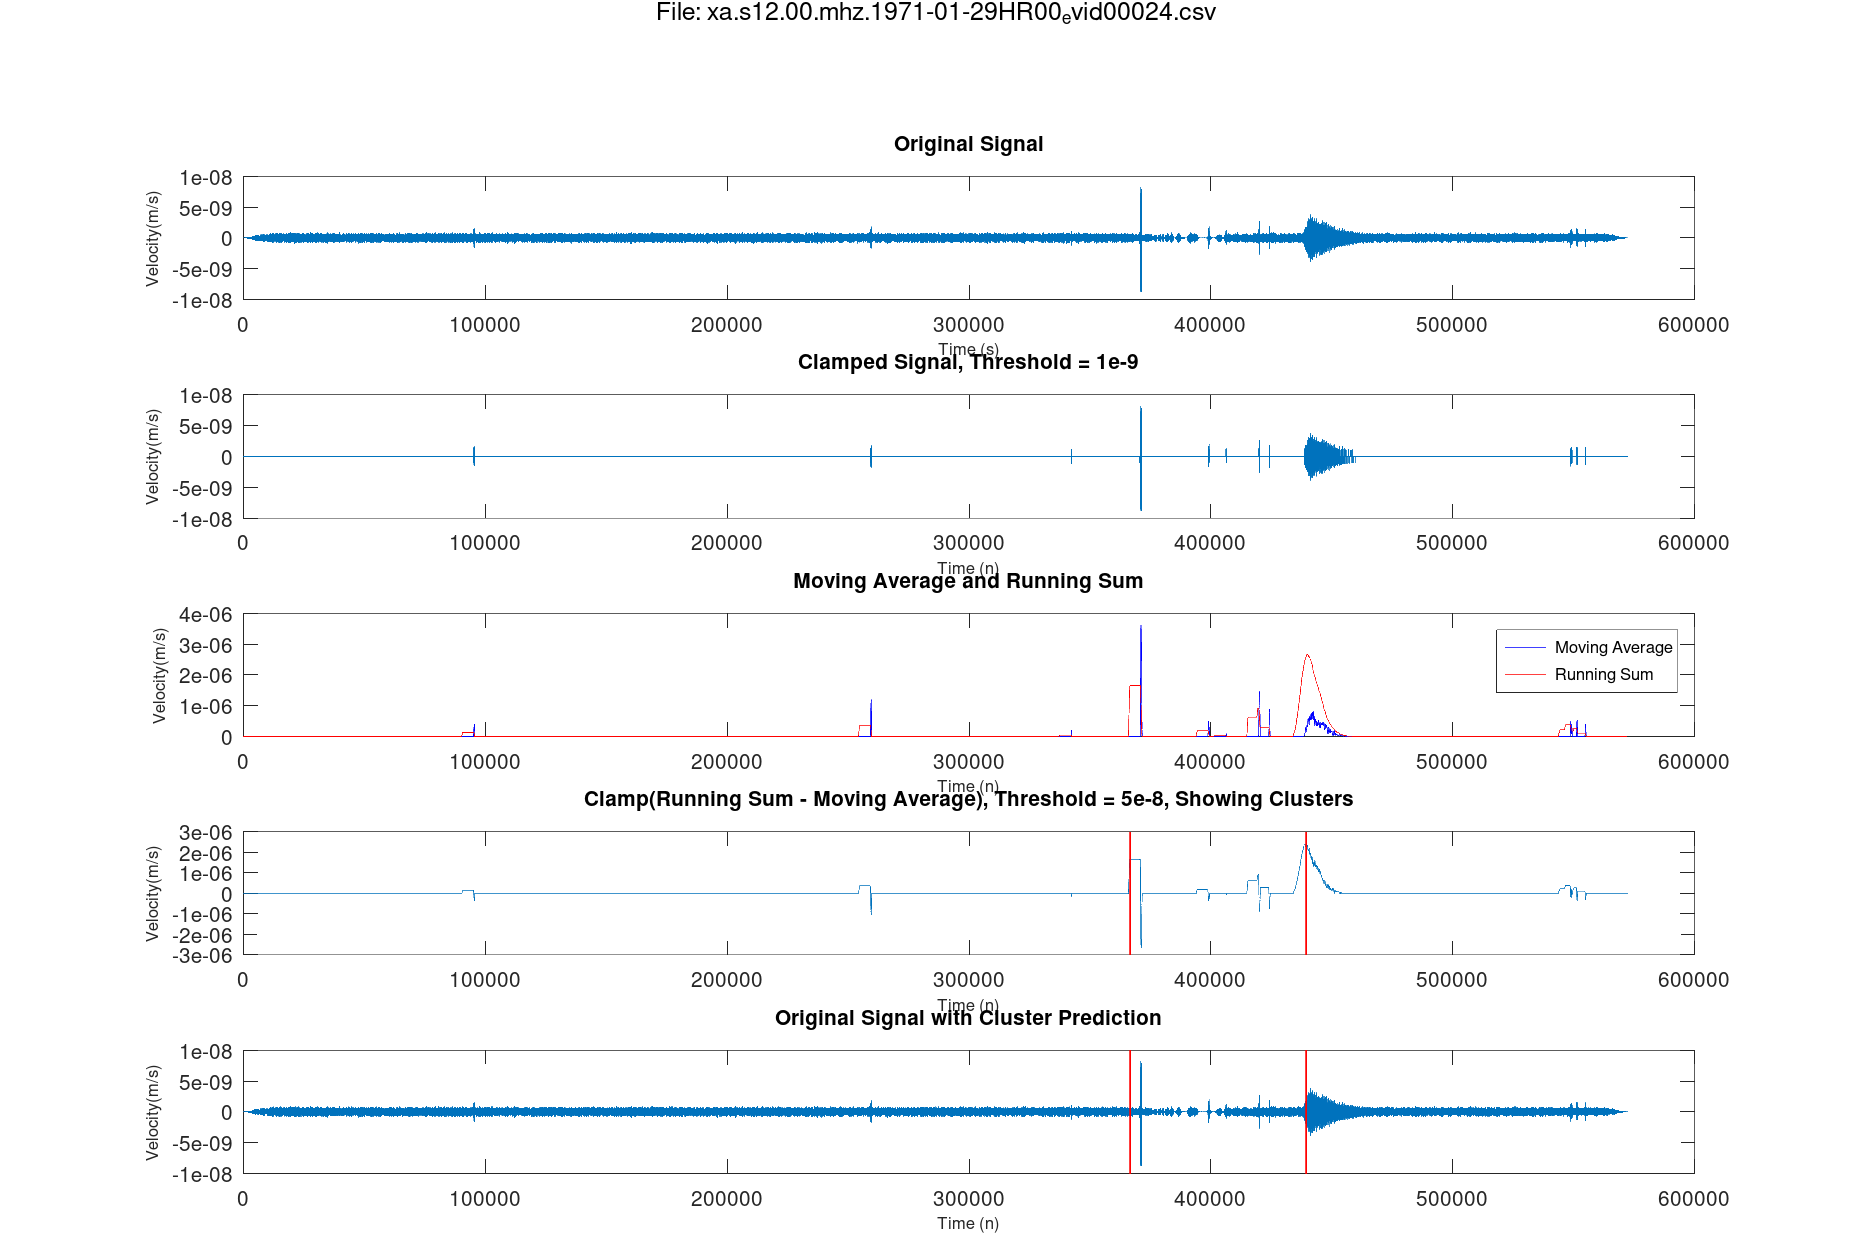 File: xa.s12.00.mhz.1971-01-29HR00evid00024.csv
Original Signal
Velocity(m/s)
1e-08
5e-09
0
-5e-09
-1e-08
0 100000 200000 300000 400000 500000 600000
Time (s)
Clamped Signal, Threshold = 1e-9
Velocity(m/s)
1e-08
5e-09
0
-5e-09
-1e-08
0 100000 200000 300000 400000 500000 600000
Time (n)
Moving Average and Running Sum
Velocity(m/s)
4e-06
3e-06
2e-06
1e-06
0
Moving Average
Running Sum
0 100000 200000 300000 400000 500000 600000
Time (n)
Clamp(Running Sum - Moving Average), Threshold = 5e-8, Showing Clusters
Velocity(m/s)
3e-06
2e-06
1e-06
0
-1e-06
-2e-06
-3e-06
0 100000 200000 300000 400000 500000 600000
Time (n)
Original Signal with Cluster Prediction
Velocity(m/s)
1e-08
5e-09
0
-5e-09
-1e-08
0 100000 200000 300000 400000 500000 600000
Time (n)